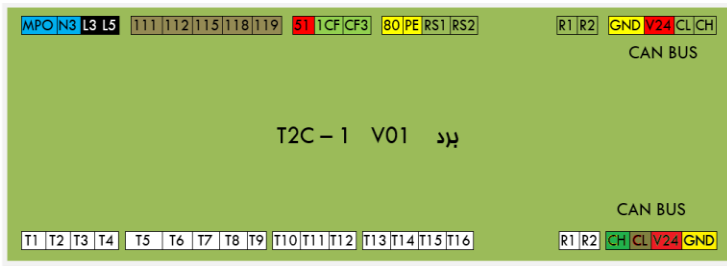 MPO N3 L3 L5 111 112 115 118 119 51 1CF CF3 80 PE RS1 RS2 R1 R2 GND V24 CL CH
CAN BUS
برد T2C – 1 V01
CAN BUS
T1 T2 T3 T4 T5 T6 T7 T8 T9 T10 T11 T12 T13 T14 T15 T16 R1 R2 CH CL V24 GND